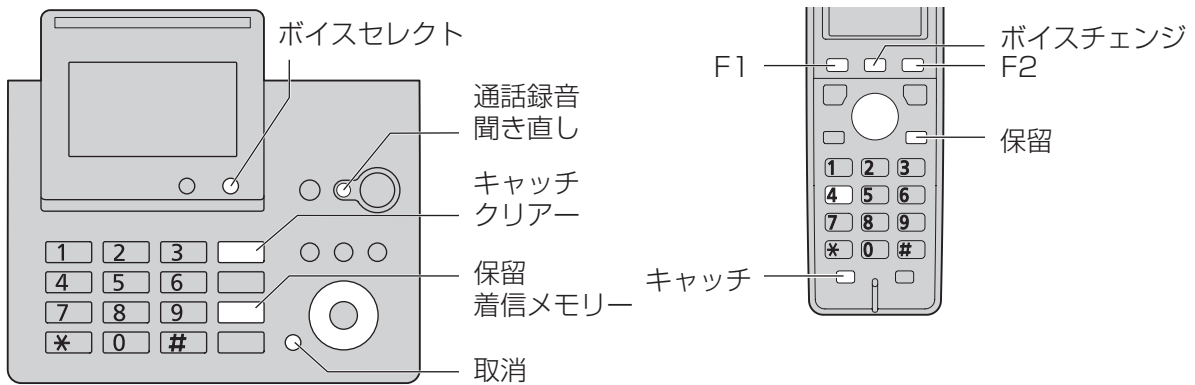 ボイスセレクト
通話録音
聞き直し
キャッチ
クリアー
保留
着信メモリー
取消
1 2 3
4 5 6
7 8 9
* 0 #
ボイスチェンジ
F1
F2
保留
1 2 3
4 5 6
7 8 9
* 0 #
キャッチ